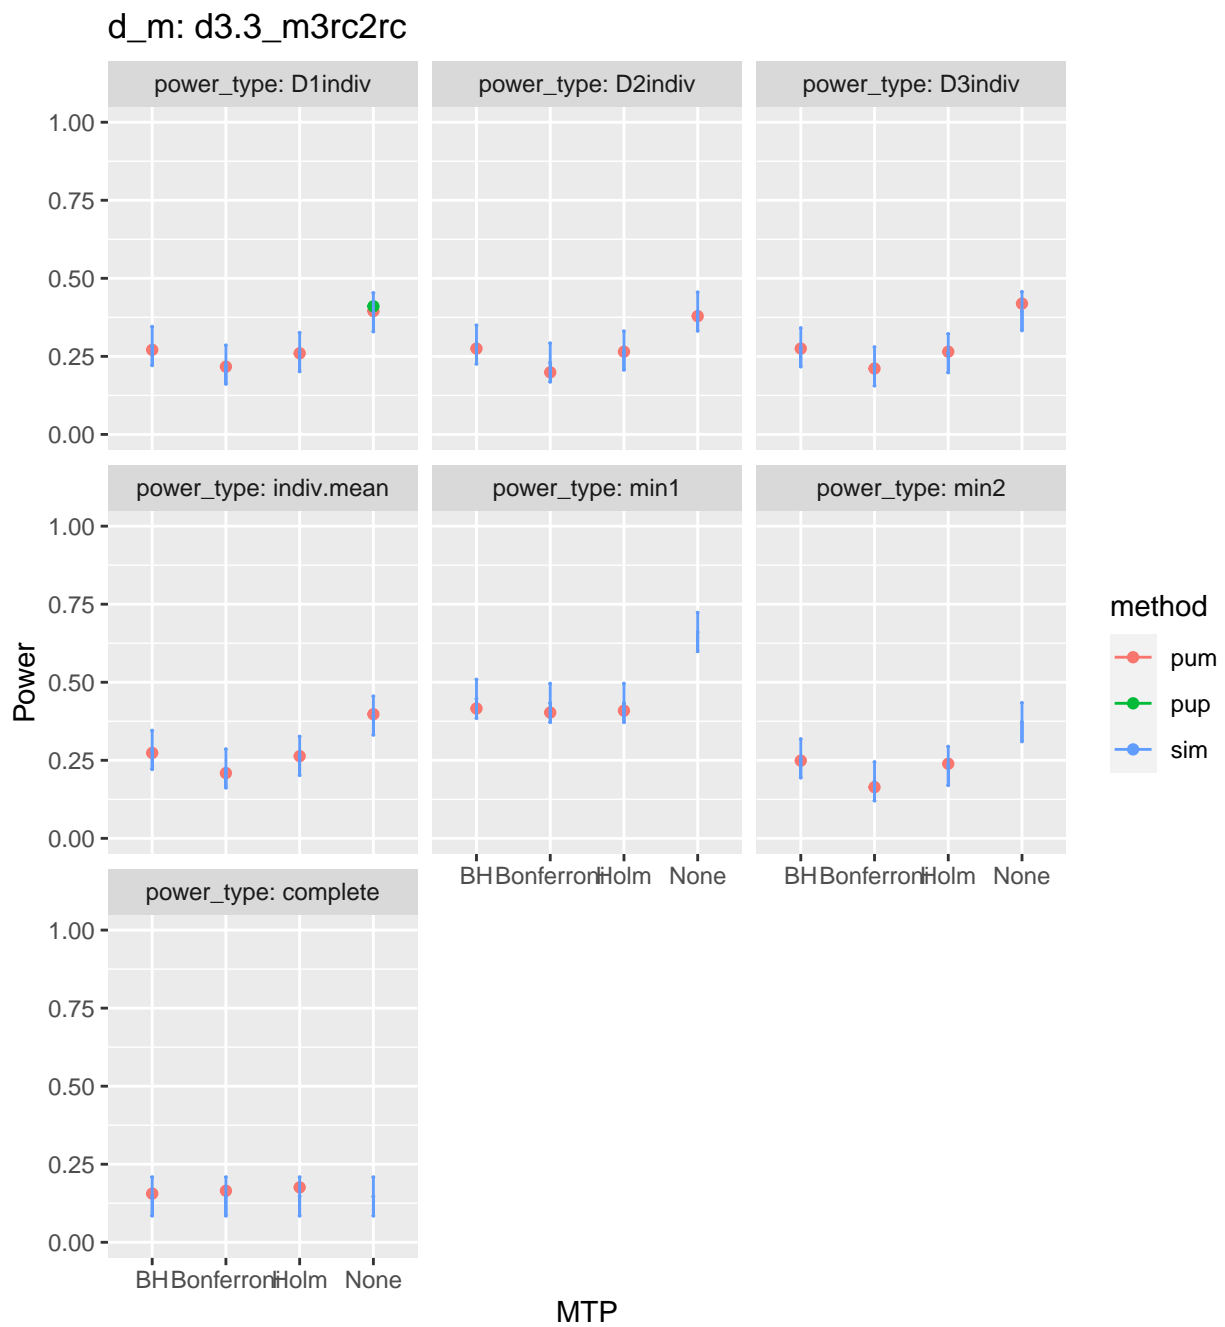 d_m: d3.3_m3rc2rc
power_type: D1indiv
power_type: D2indiv
power_type: D3indiv
1.00
0.75
0.50
0.25
0.00
power_type: indiv.mean
power_type: min1
power_type: min2
1.00
0.75
0.50
0.25
0.00
BH Bonferroni Holm None
BH Bonferroni Holm None
power_type: complete
1.00
0.75
0.50
0.25
0.00
BH Bonferroni Holm None
MTP
Power
method
pum
pup
sim